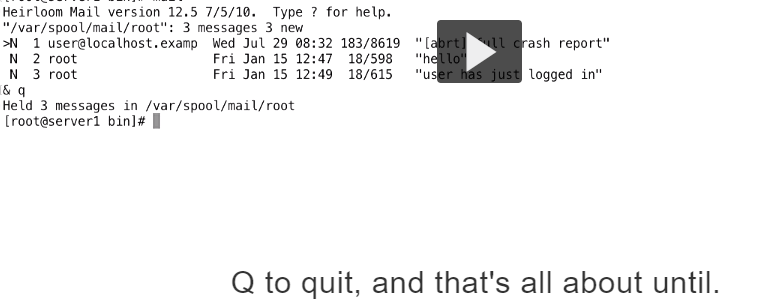 Heirloom Mail version 12.5 7/5/10.  Type ? for help.
"/var/spool/mail/root": 3 messages 3 new
>N  1 user@localhost.examp  Wed Jul 29 08:32 183/8619  "[abrt] full crash report"
 N  2 root                  Fri Jan 15 12:47  18/598   "hello"
 N  3 root                  Fri Jan 15 12:49  18/615   "user has just logged in"
& q
Held 3 messages in /var/spool/mail/root
[root@server1 bin]#
Q to quit, and that's all about until.